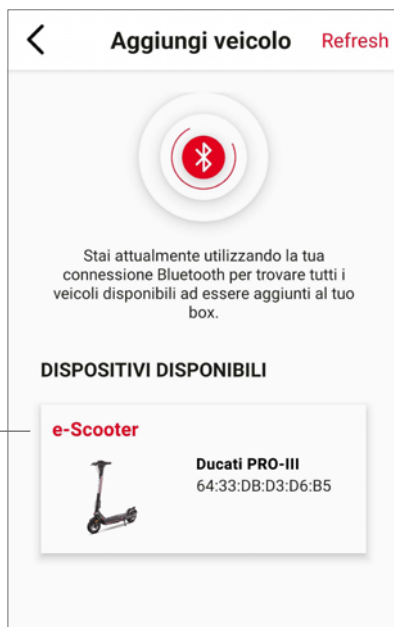 Aggiungi veicolo Refresh
Stai attualmente utilizzando la tua
connessione Bluetooth per trovare tutti i
veicoli disponibili ad essere aggiunti al tuo
box.
DISPOSITIVI DISPONIBILI
e-Scooter
Ducati PRO-III
64:33:DB:D3:D6:B5